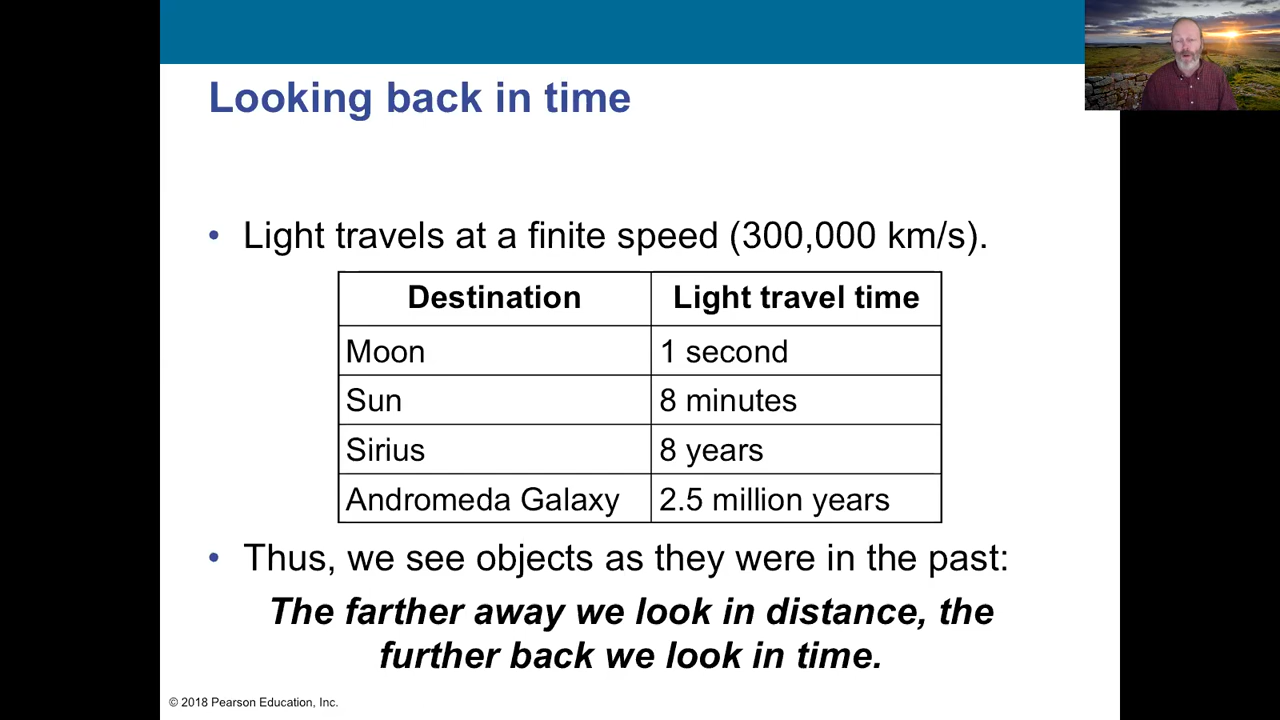 Looking back in time
• Light travels at a finite speed (300,000 km/s).
Destination Light travel time
Moon 1 second
Sun 8 minutes
Sirius 8 years
Andromeda Galaxy 2.5 million years
• Thus, we see objects as they were in the past:
The farther away we look in distance, the
further back we look in time.
© 2018 Pearson Education, Inc.